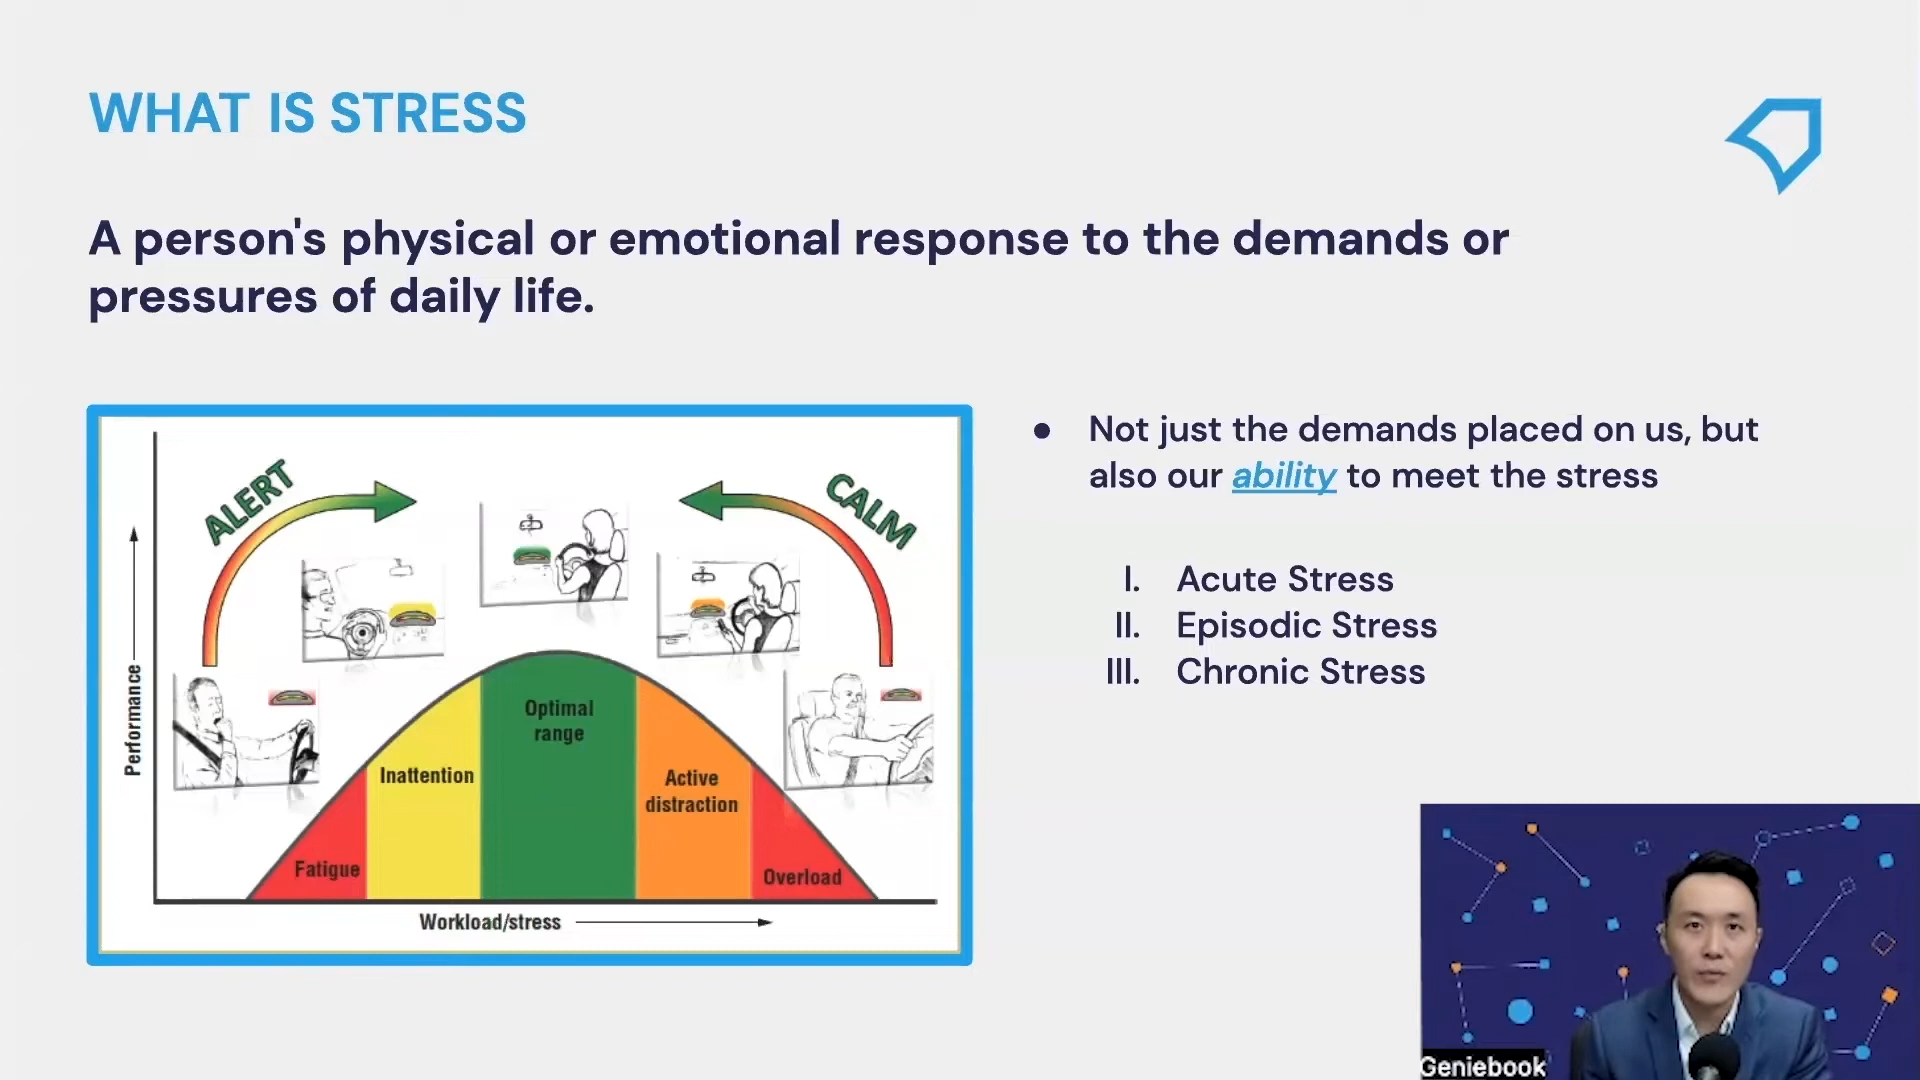 WHAT IS STRESS
A person's physical or emotional response to the demands or
pressures of daily life.
ALERT
CALM
Performance
Fatigue
Inattention
Optimal
range
Active
distraction
Overload
Workload/stress
● Not just the demands placed on us, but
also our ability to meet the stress
I. Acute Stress
II. Episodic Stress
III. Chronic Stress
Geniebook